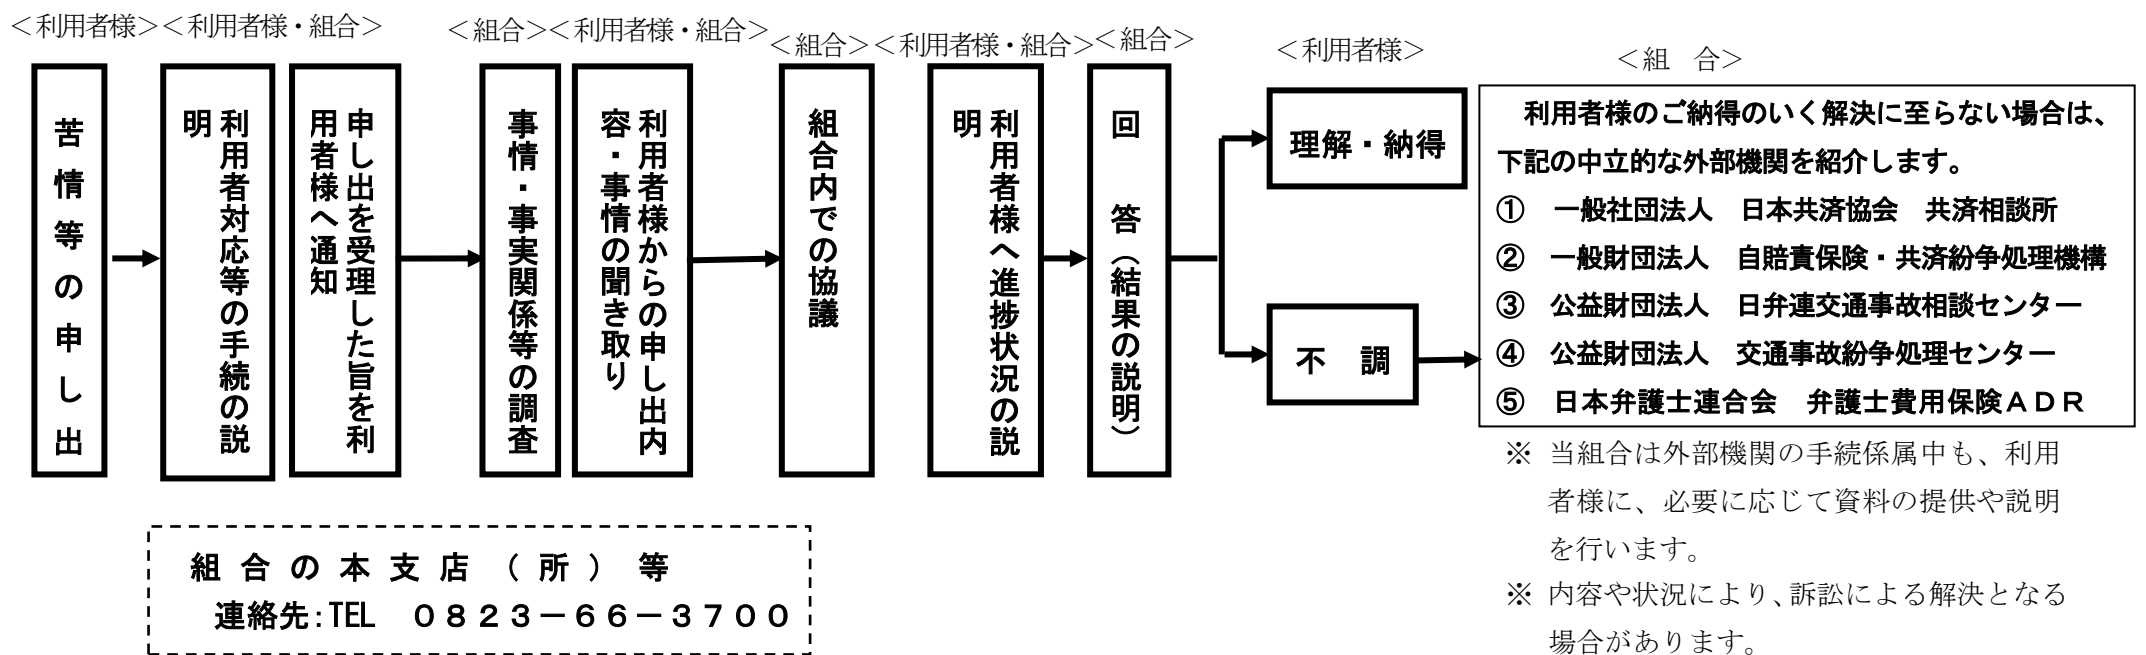 ＜利用者様＞
＜利用者様・組合＞
＜組合＞
＜利用者様・組合＞
＜組合＞
＜利用者様・組合＞
＜組合＞
＜利用者様＞
＜組　合＞
苦情等の申し出
利用者対応等の手続の説
明
申し出を受理した旨を利
用者様へ通知
事情・事実関係等の調査
利用者様からの申し出内
容・事情の聞き取り
組合内での協議
利用者様へ進捗状況の説
明
回　答（結果の説明）
理解・納得
不　調
利用者様のご納得のいく解決に至らない場合は、
下記の中立的な外部機関を紹介します。
①　一般社団法人　日本共済協会　共済相談所
②　一般財団法人　自賠責保険・共済紛争処理機構
③　公益財団法人　日弁連交通事故相談センター
④　公益財団法人　交通事故紛争処理センター
⑤　日本弁護士連合会　弁護士費用保険ＡＤＲ
※　当組合は外部機関の手続係属中も、利用
者様に、必要に応じて資料の提供や説明
を行います。
※　内容や状況により、訴訟による解決となる
場合があります。
組合の本支店（所）等
連絡先：TEL　０８２３－６６－３７００